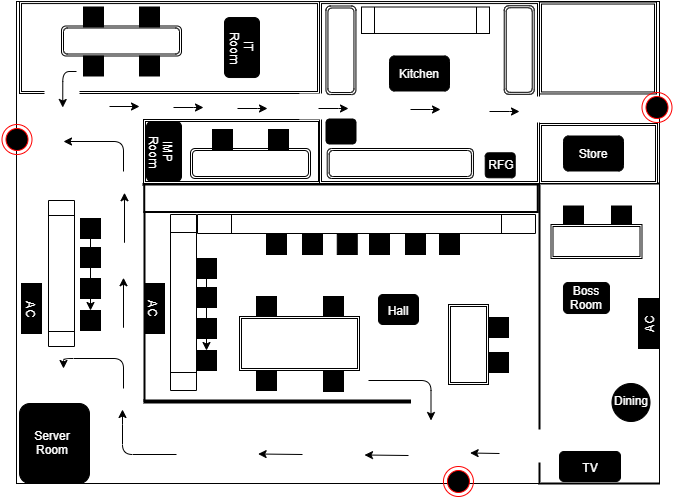 IT
Room
Kitchen
IMP
Room
RFG
Store
AC
AC
Hall
Boss
Room
AC
Dining
Server
Room
TV